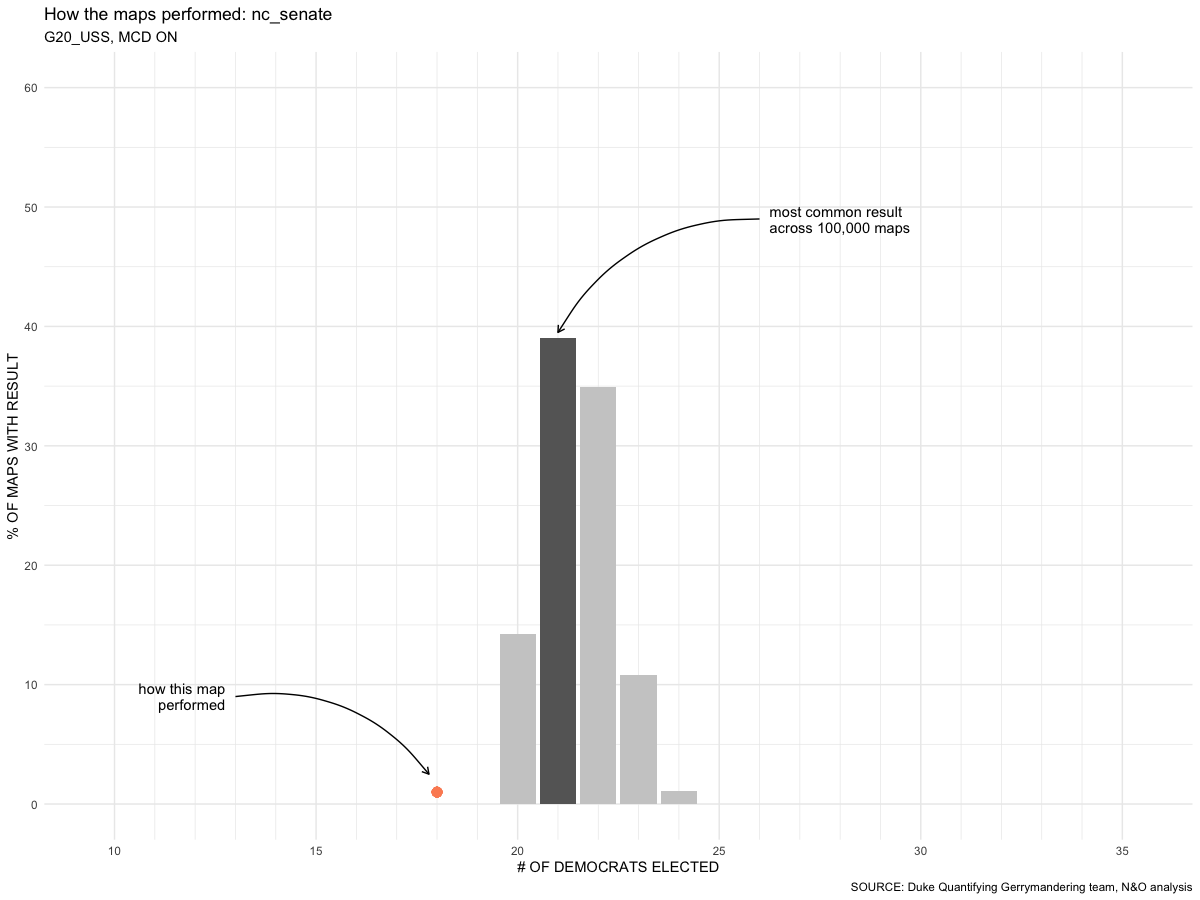 How the maps performed: nc_senate
G20_USS, MCD ON
60
50
40
30
20
10
0
% OF MAPS WITH RESULT
most common result
across 100,000 maps
how this map
performed
10 15 20 25 30 35
# OF DEMOCRATS ELECTED
SOURCE: Duke Quantifying Gerrymandering team, N&O analysis